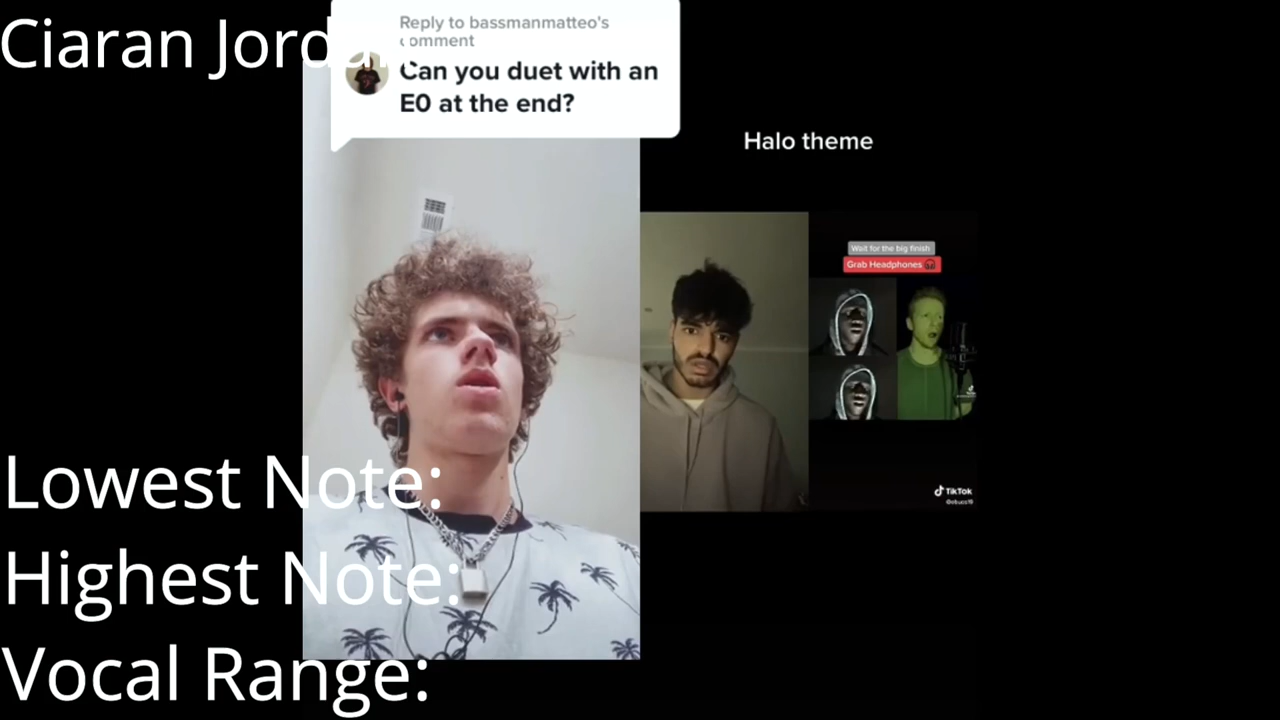 Ciaran Jordan
Reply to bassmanmatteo's
comment
Can you duet with an
E0 at the end?
Halo theme
Wait for the big finish
Grab Headphones
TikTok
Lowest Note:
Highest Note:
Vocal Range: